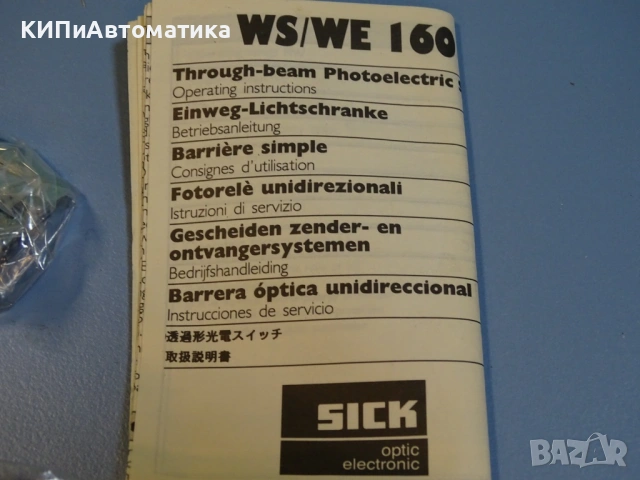 КИПиАвтоматика
WS/WE 160
Through-beam Photoelectric
Operating instructions
Einweg-Lichtschranke
Betriebsanleitung
Barrière simple
Consignes d'utilisation
Fotorelè unidirezionali
Istruzioni di servizio
Gescheiden zender- en
ontvangersystemen
Bedrijfshandleiding
Barrera óptica unidireccional
Instrucciones de servicio
透過形光電スイッチ
取扱説明書
SICK
optic
electronic
BAZAR